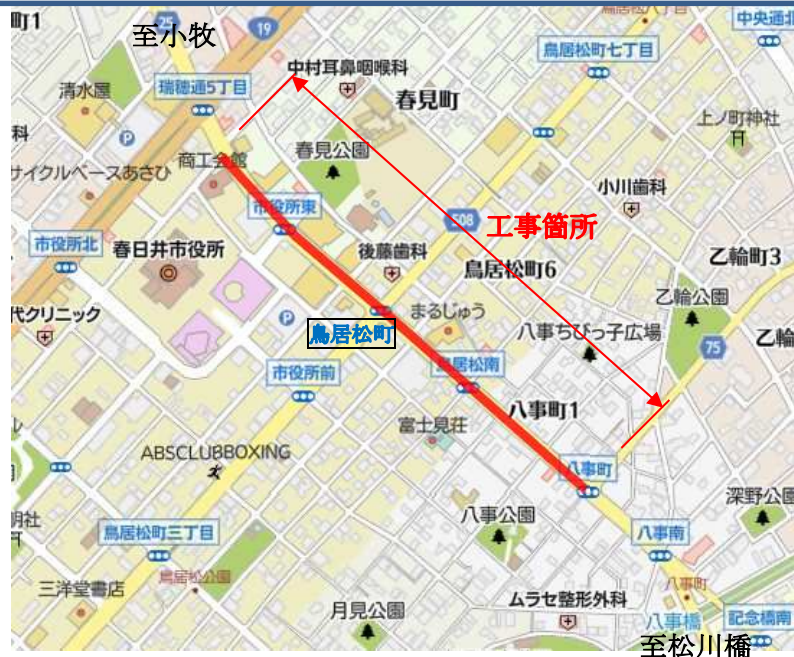 町1
25
至小牧
19
鳥居松町八丁目
中央通北
清水屋
瑞穂通5丁目
中村耳鼻咽喉科
鳥居松町七丁目
春見町
科
P
上ノ町神社
サイクルベースあさひ
商工会館
春見公園
小川歯科
市役所東
508
工事箇所
市役所北
春日井市役所
後藤歯科
鳥居松町6
乙輪町3
代クリニック
P
まるじゅう
乙輪公園
鳥居松町
八事ちびっ子広場
75
乙輪
市役所前
鳥居松南
八事町1
富士見荘
ABSCLUBBOXING
八事町
深野公園
明社
鳥居松町三丁目
八事公園
八事南
三洋堂書店
鳥居松公園
月見公園
ムラセ整形外科
八事町
八事橋
記念橋南
至松川橋